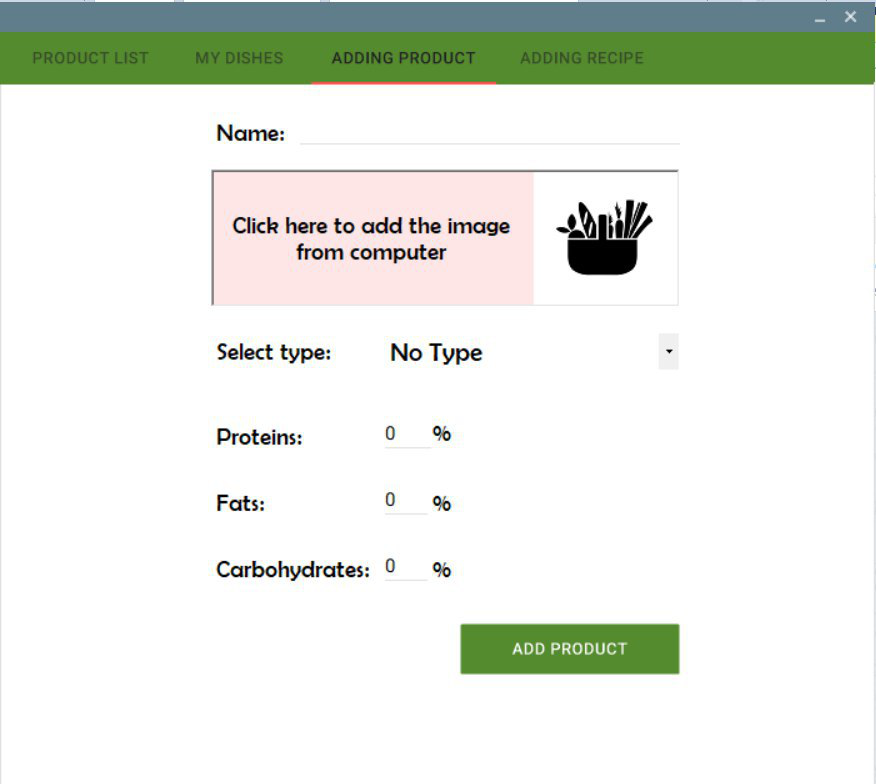 PRODUCT LIST MY DISHES ADDING PRODUCT ADDING RECIPE
Name:
Click here to add the image
from computer
Select type: No Type
Proteins: 0 %
Fats: 0 %
Carbohydrates: 0 %
ADD PRODUCT